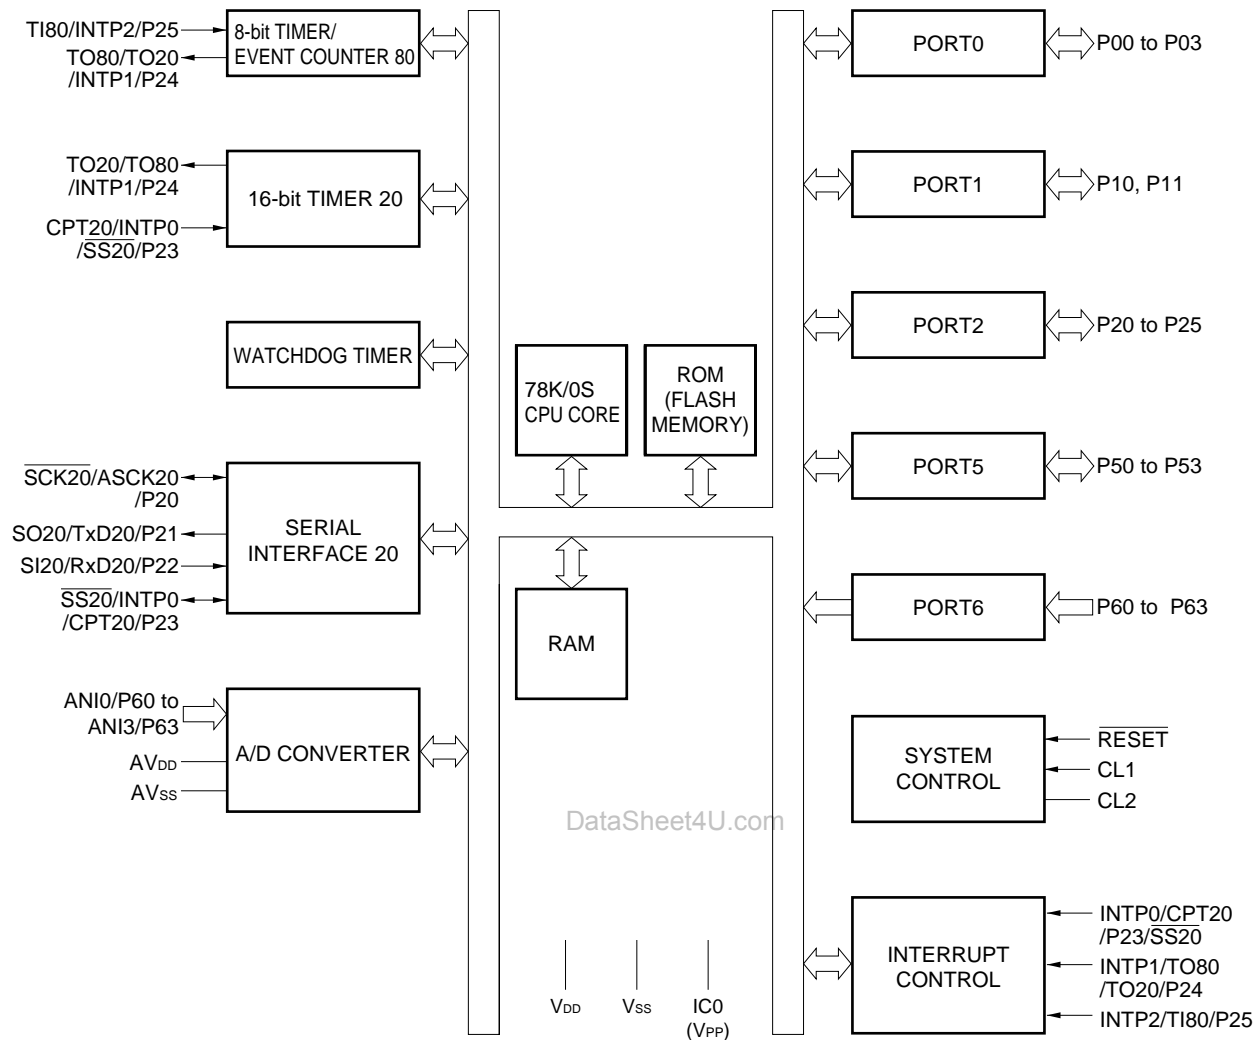 TI80/INTP2/P25
TO80/TO20
/INTP1/P24
8-bit TIMER/
EVENT COUNTER 80
TO20/TO80
/INTP1/P24
CPT20/INTP0
/SS20/P23
16-bit TIMER 20
WATCHDOG TIMER
SCK20/ASCK20
/P20
SO20/TxD20/P21
SI20/RxD20/P22
SS20/INTP0
/CPT20/P23
SERIAL
INTERFACE 20
ANI0/P60 to
ANI3/P63
AVDD
AVSS
A/D CONVERTER
78K/0S
CPU CORE
ROM
(FLASH
MEMORY)
RAM
DataSheet4U.com
VDD
VSS
IC0
(VPP)
PORT0
P00 to P03
PORT1
P10, P11
PORT2
P20 to P25
PORT5
P50 to P53
PORT6
P60 to P63
SYSTEM
CONTROL
RESET
CL1
CL2
INTERRUPT
CONTROL
INTP0/CPT20
/P23/SS20
INTP1/TO80
/TO20/P24
INTP2/TI80/P25